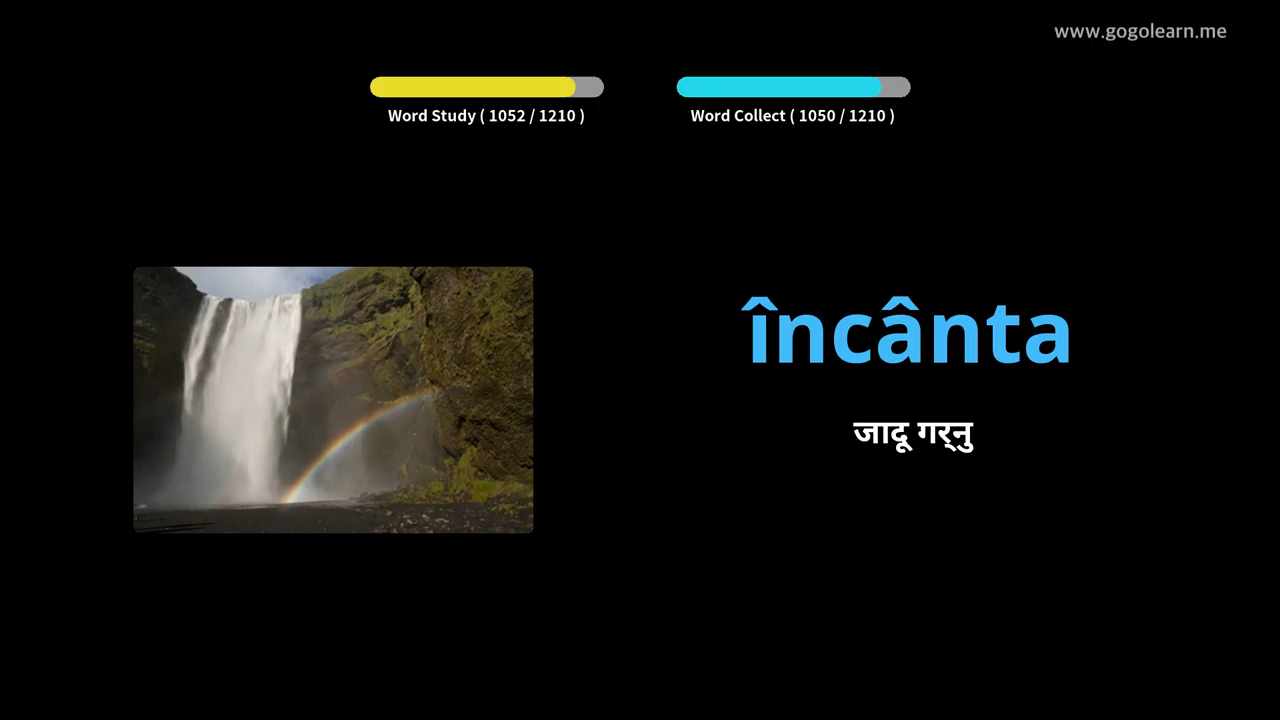 www.gogolearn.me
Word Study ( 1052 / 1210 )
Word Collect ( 1050 / 1210 )
încânta
जादू गर्नु